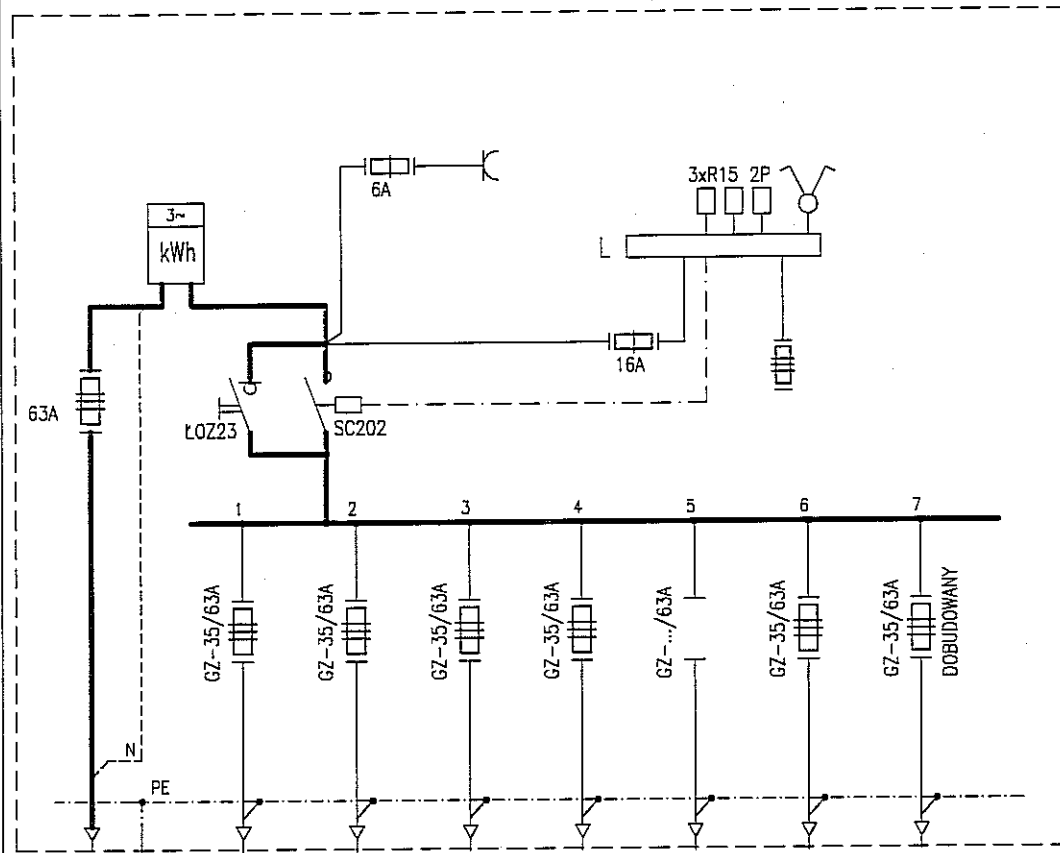 6A
3xR15 2P
3~
kWh
L
16A
63A
ŁOZ23
SC202
1 2 3 4 5 6 7
GZ-35/63A
GZ-35/63A
GZ-35/63A
GZ-35/63A
GZ-.../63A
GZ-35/63A
GZ-35/63A
DOBUDOWANY
N
PE